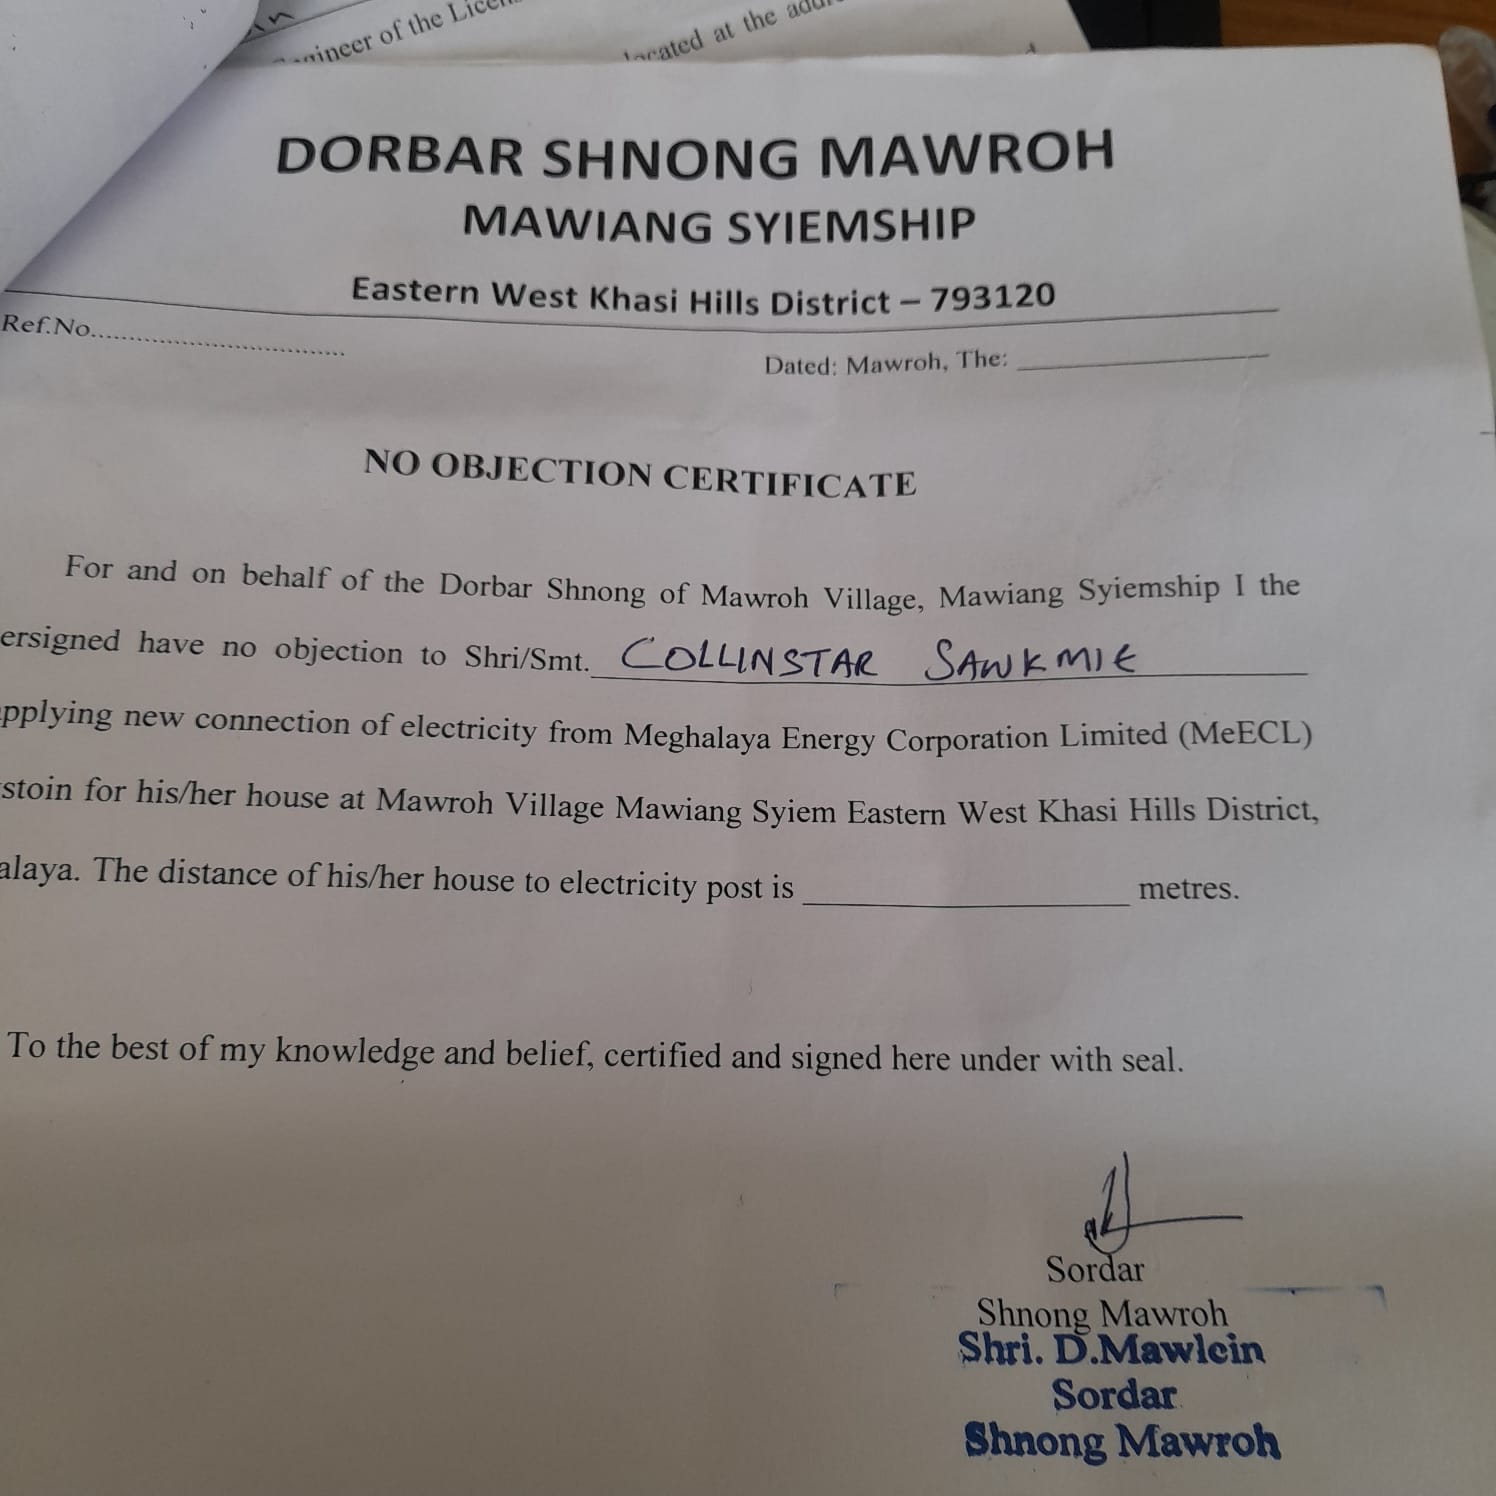 gineer of the Licen
located at the addr
DORBAR SHNONG MAWROH
MAWIANG SYIEMSHIP
Eastern West Khasi Hills District – 793120
Ref.No.....................................
Dated: Mawroh, The: ____________________
NO OBJECTION CERTIFICATE
For and on behalf of the Dorbar Shnong of Mawroh Village, Mawiang Syiemship I the
ersigned have no objection to Shri/Smt. COLLINSTAR SAWKMIE
pplying new connection of electricity from Meghalaya Energy Corporation Limited (MeECL)
stoin for his/her house at Mawroh Village Mawiang Syiem Eastern West Khasi Hills District,
alaya. The distance of his/her house to electricity post is ____________________ metres.
To the best of my knowledge and belief, certified and signed here under with seal.
Sordar
Shnong Mawroh
Shri. D.Mawlein
Sordar
Shnong Mawroh